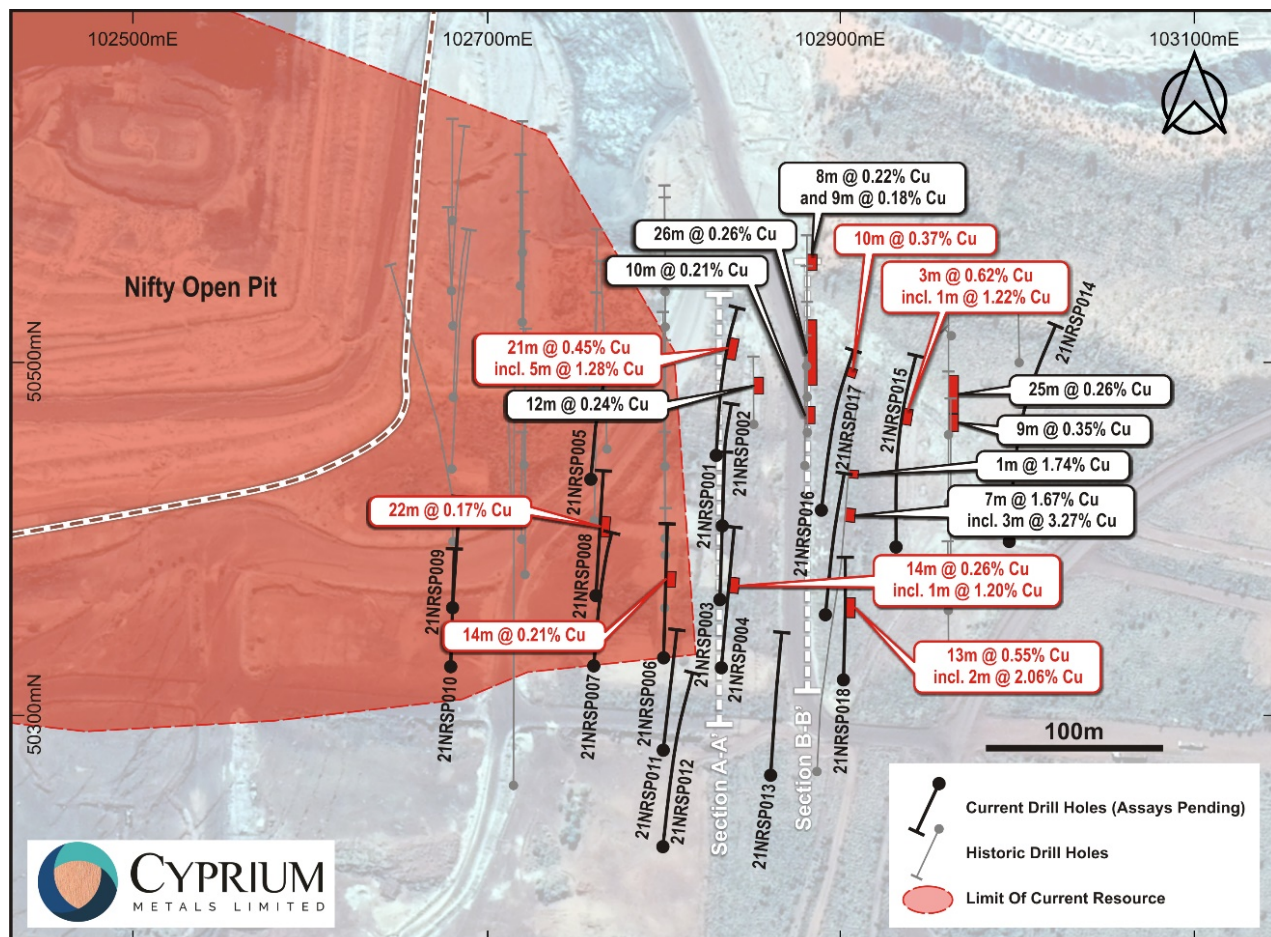 102500mE
102700mE
102900mE
103100mE
50500mN
50300mN
Nifty Open Pit
8m @ 0.22% Cu
and 9m @ 0.18% Cu
26m @ 0.26% Cu
10m @ 0.37% Cu
10m @ 0.21% Cu
3m @ 0.62% Cu
incl. 1m @ 1.22% Cu
21m @ 0.45% Cu
incl. 5m @ 1.28% Cu
12m @ 0.24% Cu
25m @ 0.26% Cu
9m @ 0.35% Cu
1m @ 1.74% Cu
7m @ 1.67% Cu
incl. 3m @ 3.27% Cu
22m @ 0.17% Cu
14m @ 0.26% Cu
incl. 1m @ 1.20% Cu
14m @ 0.21% Cu
13m @ 0.55% Cu
incl. 2m @ 2.06% Cu
21NRSP014
21NRSP015
21NRSP017
21NRSP002
21NRSP005
21NRSP001
21NRSP016
21NRSP008
21NRSP009
21NRSP003
21NRSP004
21NRSP006
21NRSP007
21NRSP010
21NRSP018
21NRSP011
21NRSP012
21NRSP013
Section A-A'
Section B-B'
100m
Current Drill Holes (Assays Pending)
Historic Drill Holes
Limit Of Current Resource
CYPRIUM
METALS LIMITED